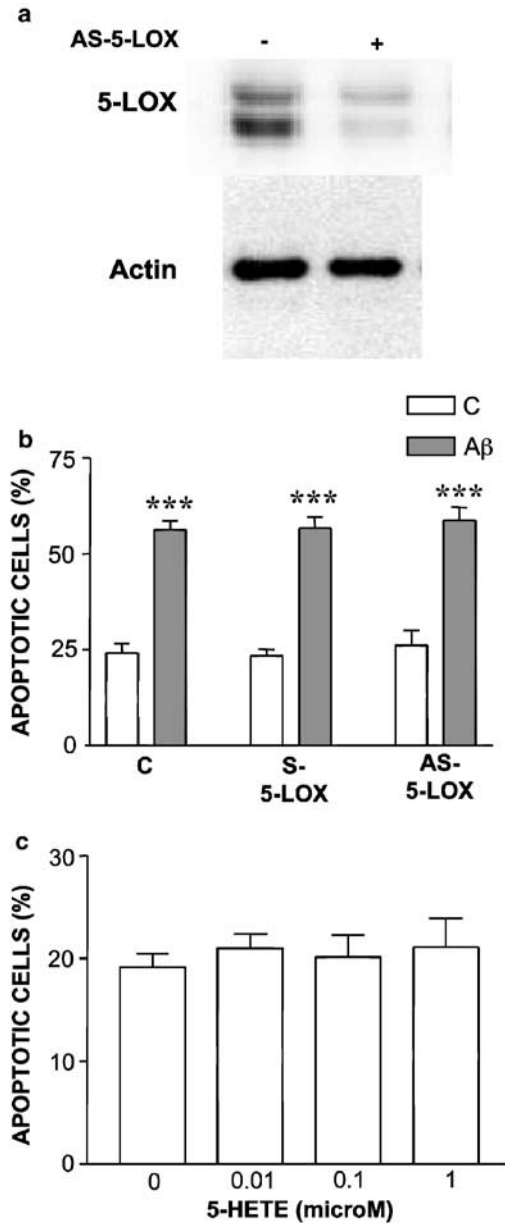 a
AS-5-LOX - +
5-LOX
Actin
b
C
Aβ
APOPTOTIC CELLS (%)
75
50
25
0
*** *** ***
C S-5-LOX AS-5-LOX
c
APOPTOTIC CELLS (%)
30
20
10
0
0 0.01 0.1 1
5-HETE (microM)